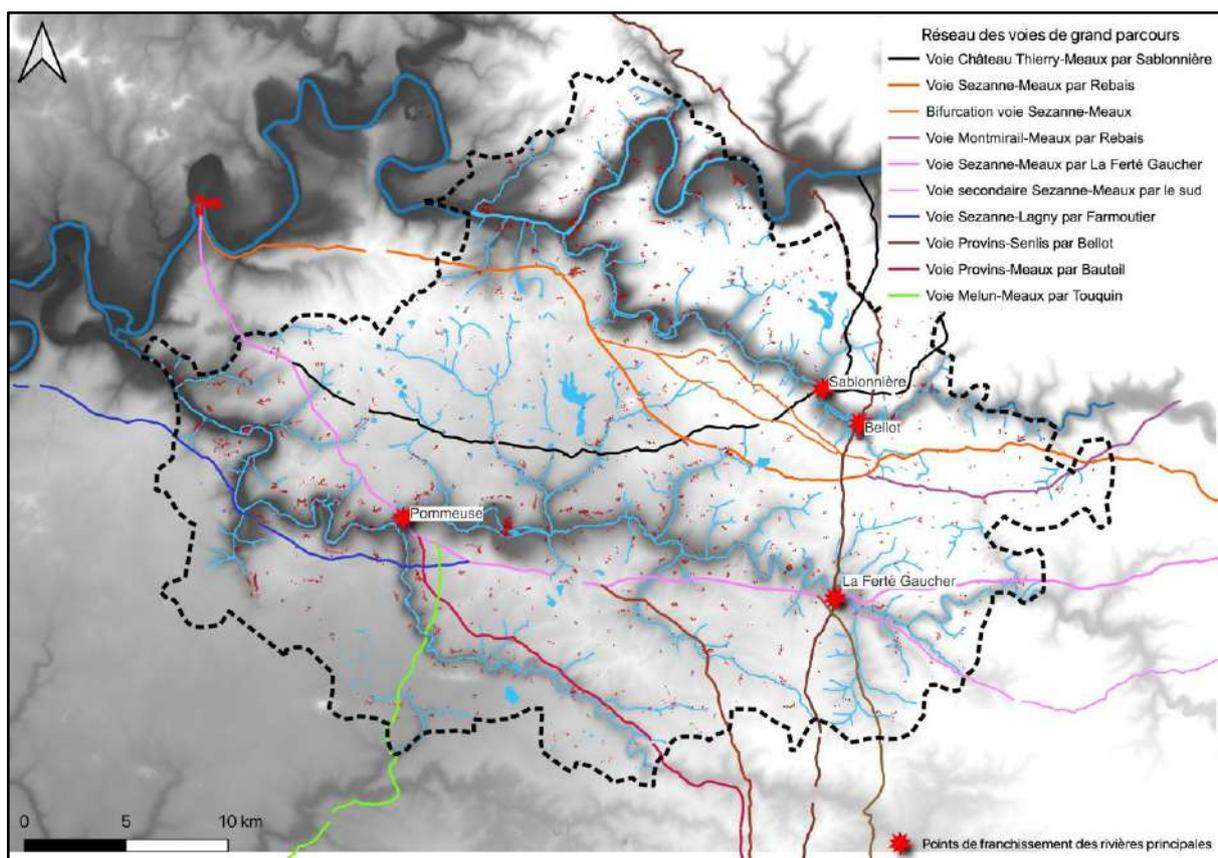 Réseau des voies de grand parcours
Voie Château Thierry-Meaux par Sablonnière
Voie Sezanne-Meaux par Rebais
Bifurcation voie Sezanne-Meaux
Voie Montmirail-Meaux par Rebais
Voie Sezanne-Meaux par La Ferté Gaucher
Voie secondaire Sezanne-Meaux par le sud
Voie Sezanne-Lagny par Farmoutier
Voie Provins-Senlis par Bellot
Voie Provins-Meaux par Bauteil
Voie Melun-Meaux par Touquin
Sablonnière
Bellot
Pommeuse
La Ferté Gaucher
0 5 10 km
Points de franchissement des rivières principales